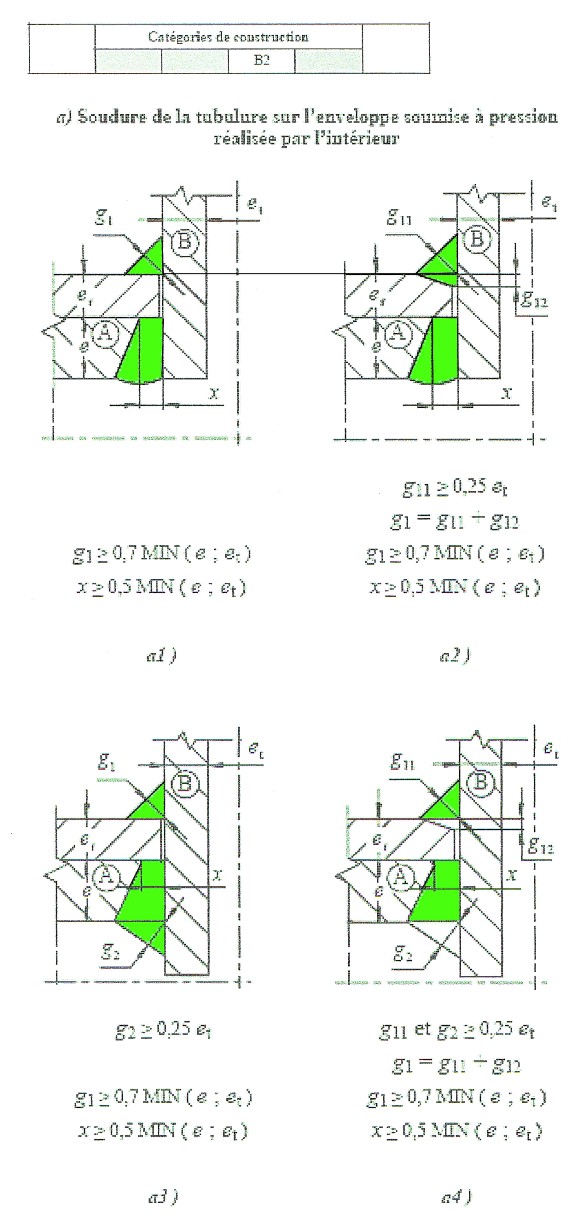 Catégories de construction
B2
a) Soudure de la tubulure sur l'enveloppe soumise à pression
réalisée par l'intérieur
g1 et B er A e x
g11 et B er g12 A e x
g11 ≥ 0,25 et
g1 = g11 + g12
g1 ≥ 0,7 MIN ( e ; et ) g1 ≥ 0,7 MIN ( e ; et )
x ≥ 0,5 MIN ( e ; et ) x ≥ 0,5 MIN ( e ; et )
a1 ) a2 )
g1 et B er A e x g2
g11 et B er g12 A e x g2
g2 ≥ 0,25 et g11 et g2 ≥ 0,25 et
g1 = g11 + g12
g1 ≥ 0,7 MIN ( e ; et ) g1 ≥ 0,7 MIN ( e ; et )
x ≥ 0,5 MIN ( e ; et ) x ≥ 0,5 MIN ( e ; et )
a3 ) a4 )